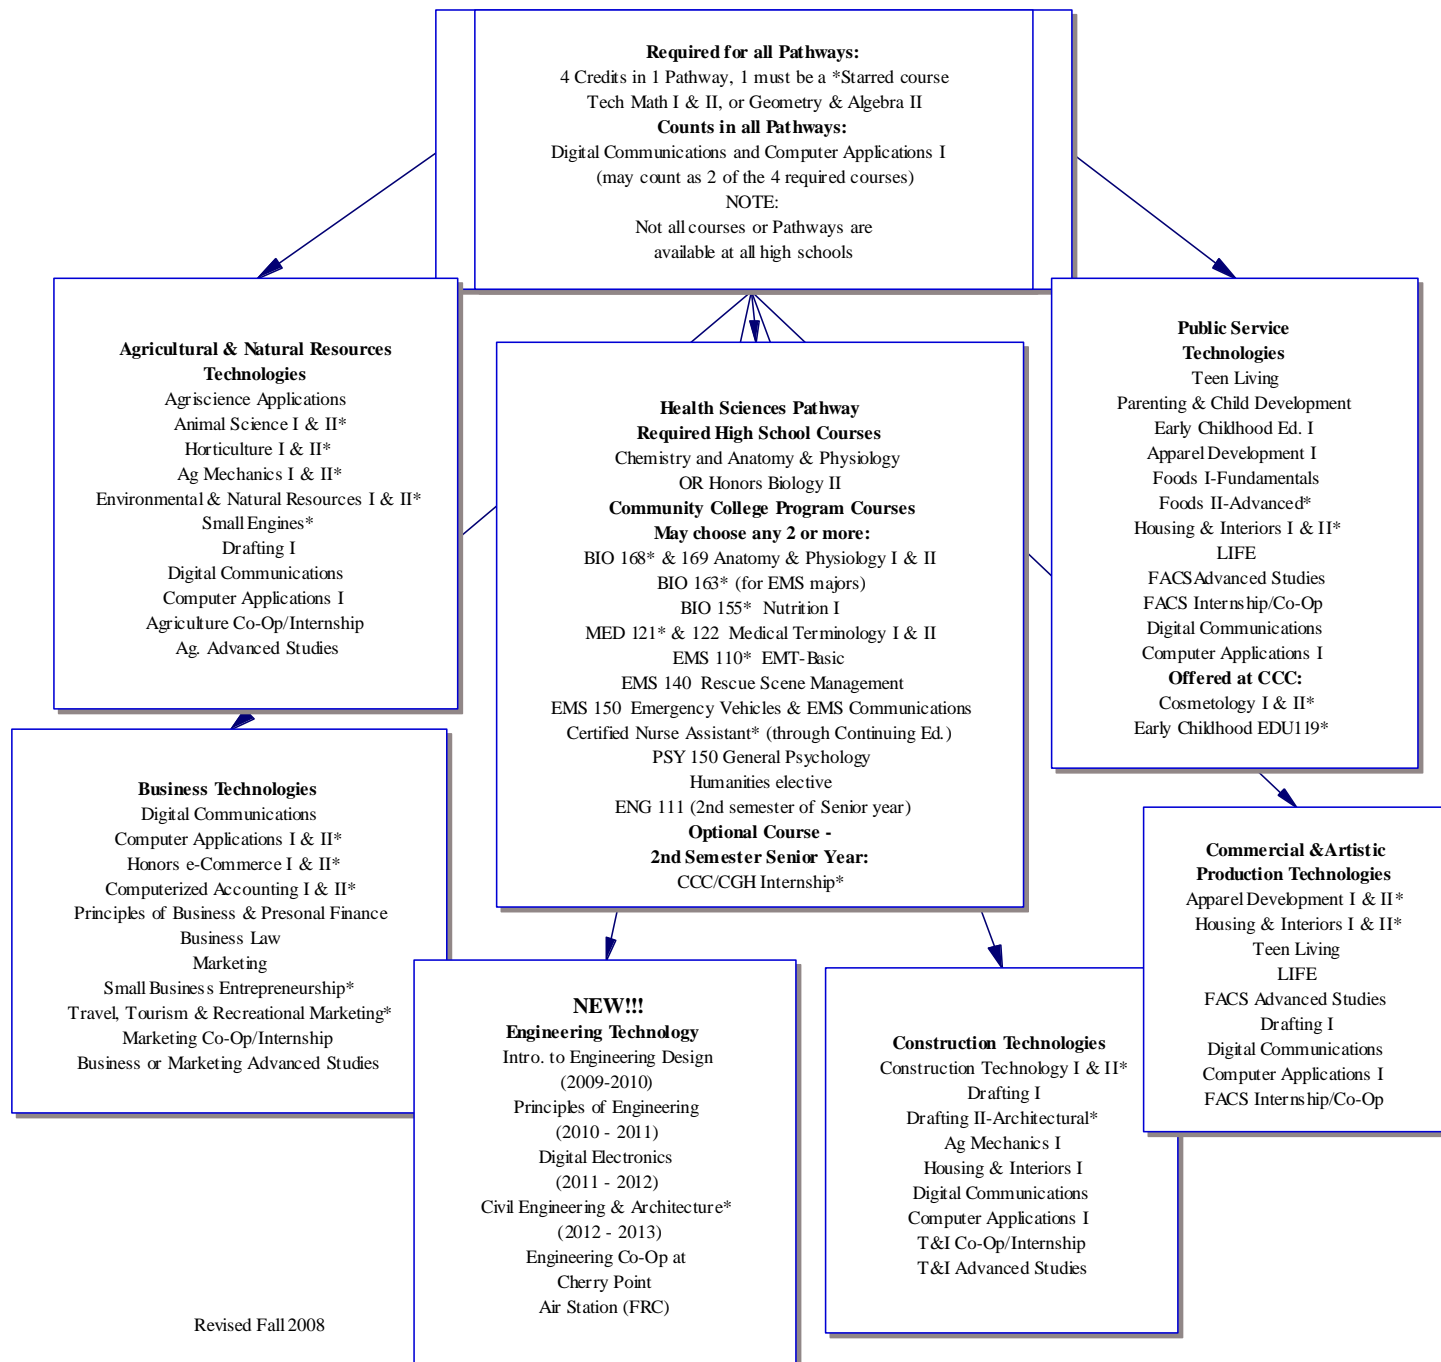 Required for all Pathways:
4 Credits in 1 Pathway, 1 must be a *Starred course
Tech Math I & II, or Geometry & Algebra II
Counts in all Pathways:
Digital Communications and Computer Applications I
(may count as 2 of the 4 required courses)
NOTE:
Not all courses or Pathways are
available at all high schools
Agricultural & Natural Resources
Technologies
Agriscience Applications
Animal Science I & II*
Horticulture I & II*
Ag Mechanics I & II*
Environmental & Natural Resources I & II*
Small Engines*
Drafting I
Digital Communications
Computer Applications I
Agriculture Co-Op/Internship
Ag. Advanced Studies
Health Sciences Pathway
Required High School Courses
Chemistry and Anatomy & Physiology
OR Honors Biology II
Community College Program Courses
May choose any 2 or more:
BIO 168* & 169 Anatomy & Physiology I & II
BIO 163* (for EMS majors)
BIO 155* Nutrition I
MED 121* & 122 Medical Terminology I & II
EMS 110* EMT-Basic
EMS 140 Rescue Scene Management
EMS 150 Emergency Vehicles & EMS Communications
Certified Nurse Assistant* (through Continuing Ed.)
PSY 150 General Psychology
Humanities elective
ENG 111 (2nd semester of Senior year)
Optional Course -
2nd Semester Senior Year:
CCC/CGH Internship*
Public Service
Technologies
Teen Living
Parenting & Child Development
Early Childhood Ed. I
Apparel Development I
Foods I-Fundamentals
Foods II-Advanced*
Housing & Interiors I & II*
LIFE
FACSAdvanced Studies
FACS Internship/Co-Op
Digital Communications
Computer Applications I
Offered at CCC:
Cosmetology I & II*
Early Childhood EDU119*
Business Technologies
Digital Communications
Computer Applications I & II*
Honors e-Commerce I & II*
Computerized Accounting I & II*
Principles of Business & Presonal Finance
Business Law
Marketing
Small Business Entrepreneurship*
Travel, Tourism & Recreational Marketing*
Marketing Co-Op/Internship
Business or Marketing Advanced Studies
NEW!!!
Engineering Technology
Intro. to Engineering Design
(2009-2010)
Principles of Engineering
(2010 - 2011)
Digital Electronics
(2011 - 2012)
Civil Engineering & Architecture*
(2012 - 2013)
Engineering Co-Op at
Cherry Point
Air Station (FRC)
Construction Technologies
Construction Technology I & II*
Drafting I
Drafting II-Architectural*
Ag Mechanics I
Housing & Interiors I
Digital Communications
Computer Applications I
T&I Co-Op/Internship
T&I Advanced Studies
Commercial &Artistic
Production Technologies
Apparel Development I & II*
Housing & Interiors I & II*
Teen Living
LIFE
FACS Advanced Studies
Drafting I
Digital Communications
Computer Applications I
FACS Internship/Co-Op
Revised Fall 2008